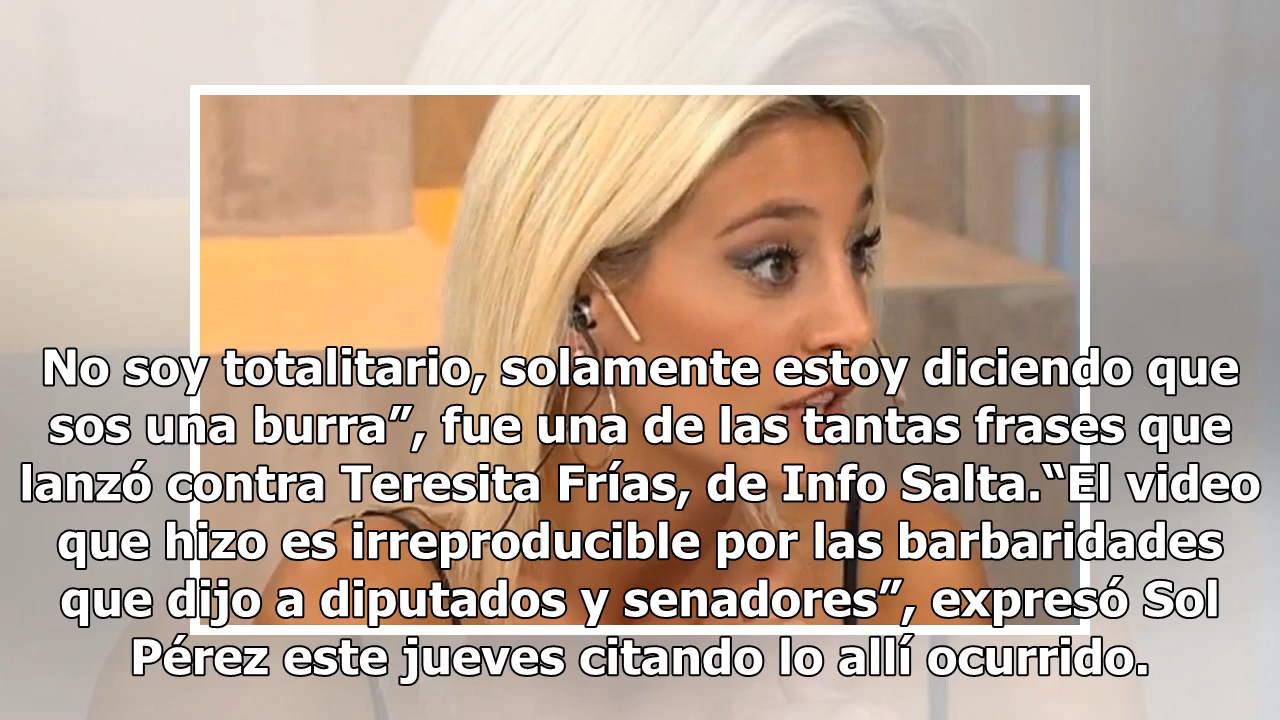 No soy totalitario, solamente estoy diciendo que
sos una burra”, fue una de las tantas frases que
lanzó contra Teresita Frías, de Info Salta.“El video
que hizo es irreproducible por las barbaridades
que dijo a diputados y senadores”, expresó Sol
Pérez este jueves citando lo allí ocurrido.